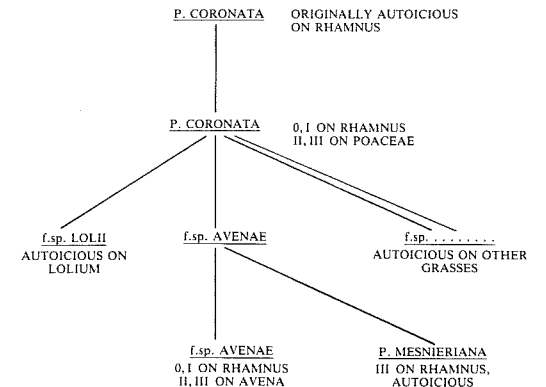 P. CORONATA ORIGINALLY AUTOICIOUS
ON RHAMNUS
P. CORONATA 0, I ON RHAMNUS
II, III ON POACEAE
f.sp. LOLII f.sp. AVENAE f.sp. . . . . . . . . .
AUTOICIOUS ON AUTOICIOUS ON OTHER
LOLIUM GRASSES
f.sp. AVENAE P. MESNIERIANA
0, I ON RHAMNUS III ON RHAMNUS,
II, III ON AVENA AUTOICIOUS